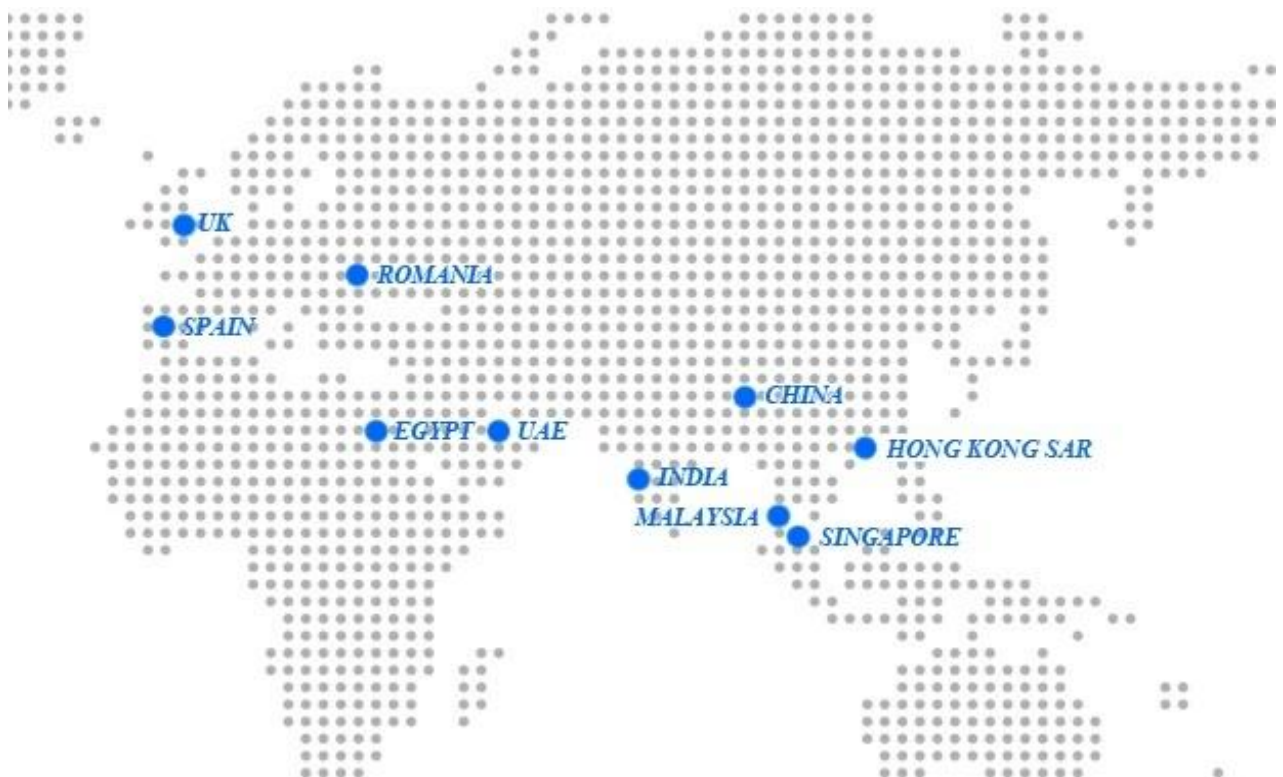 UK
ROMANIA
SPAIN
CHINA
EGYPT
UAE
HONG KONG SAR
INDIA
MALAYSIA
SINGAPORE